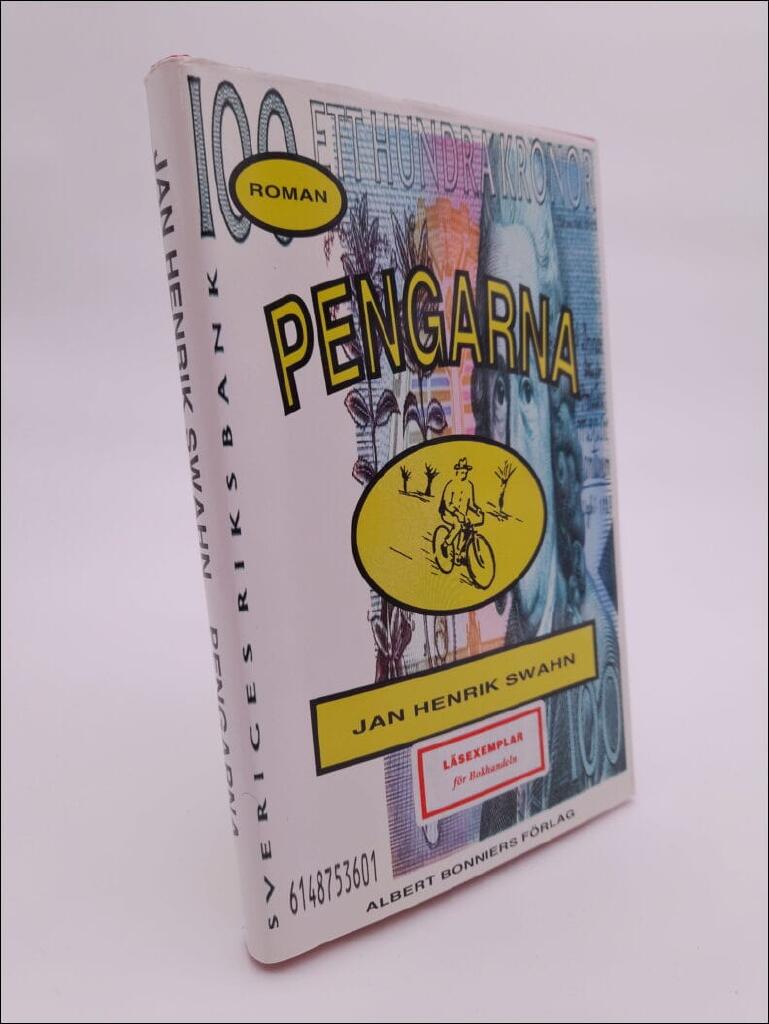 100 ETT HUNDRA KRONOR
ROMAN
PENGARNA
JAN HENRIK SWAHN
LÄSEXEMPLAR
för Bokhandeln
100
6148753601
ALBERT BONNIERS FÖRLAG
SVERIGES RIKSBANK
JAN HENRIK SWAHN PENGARNA